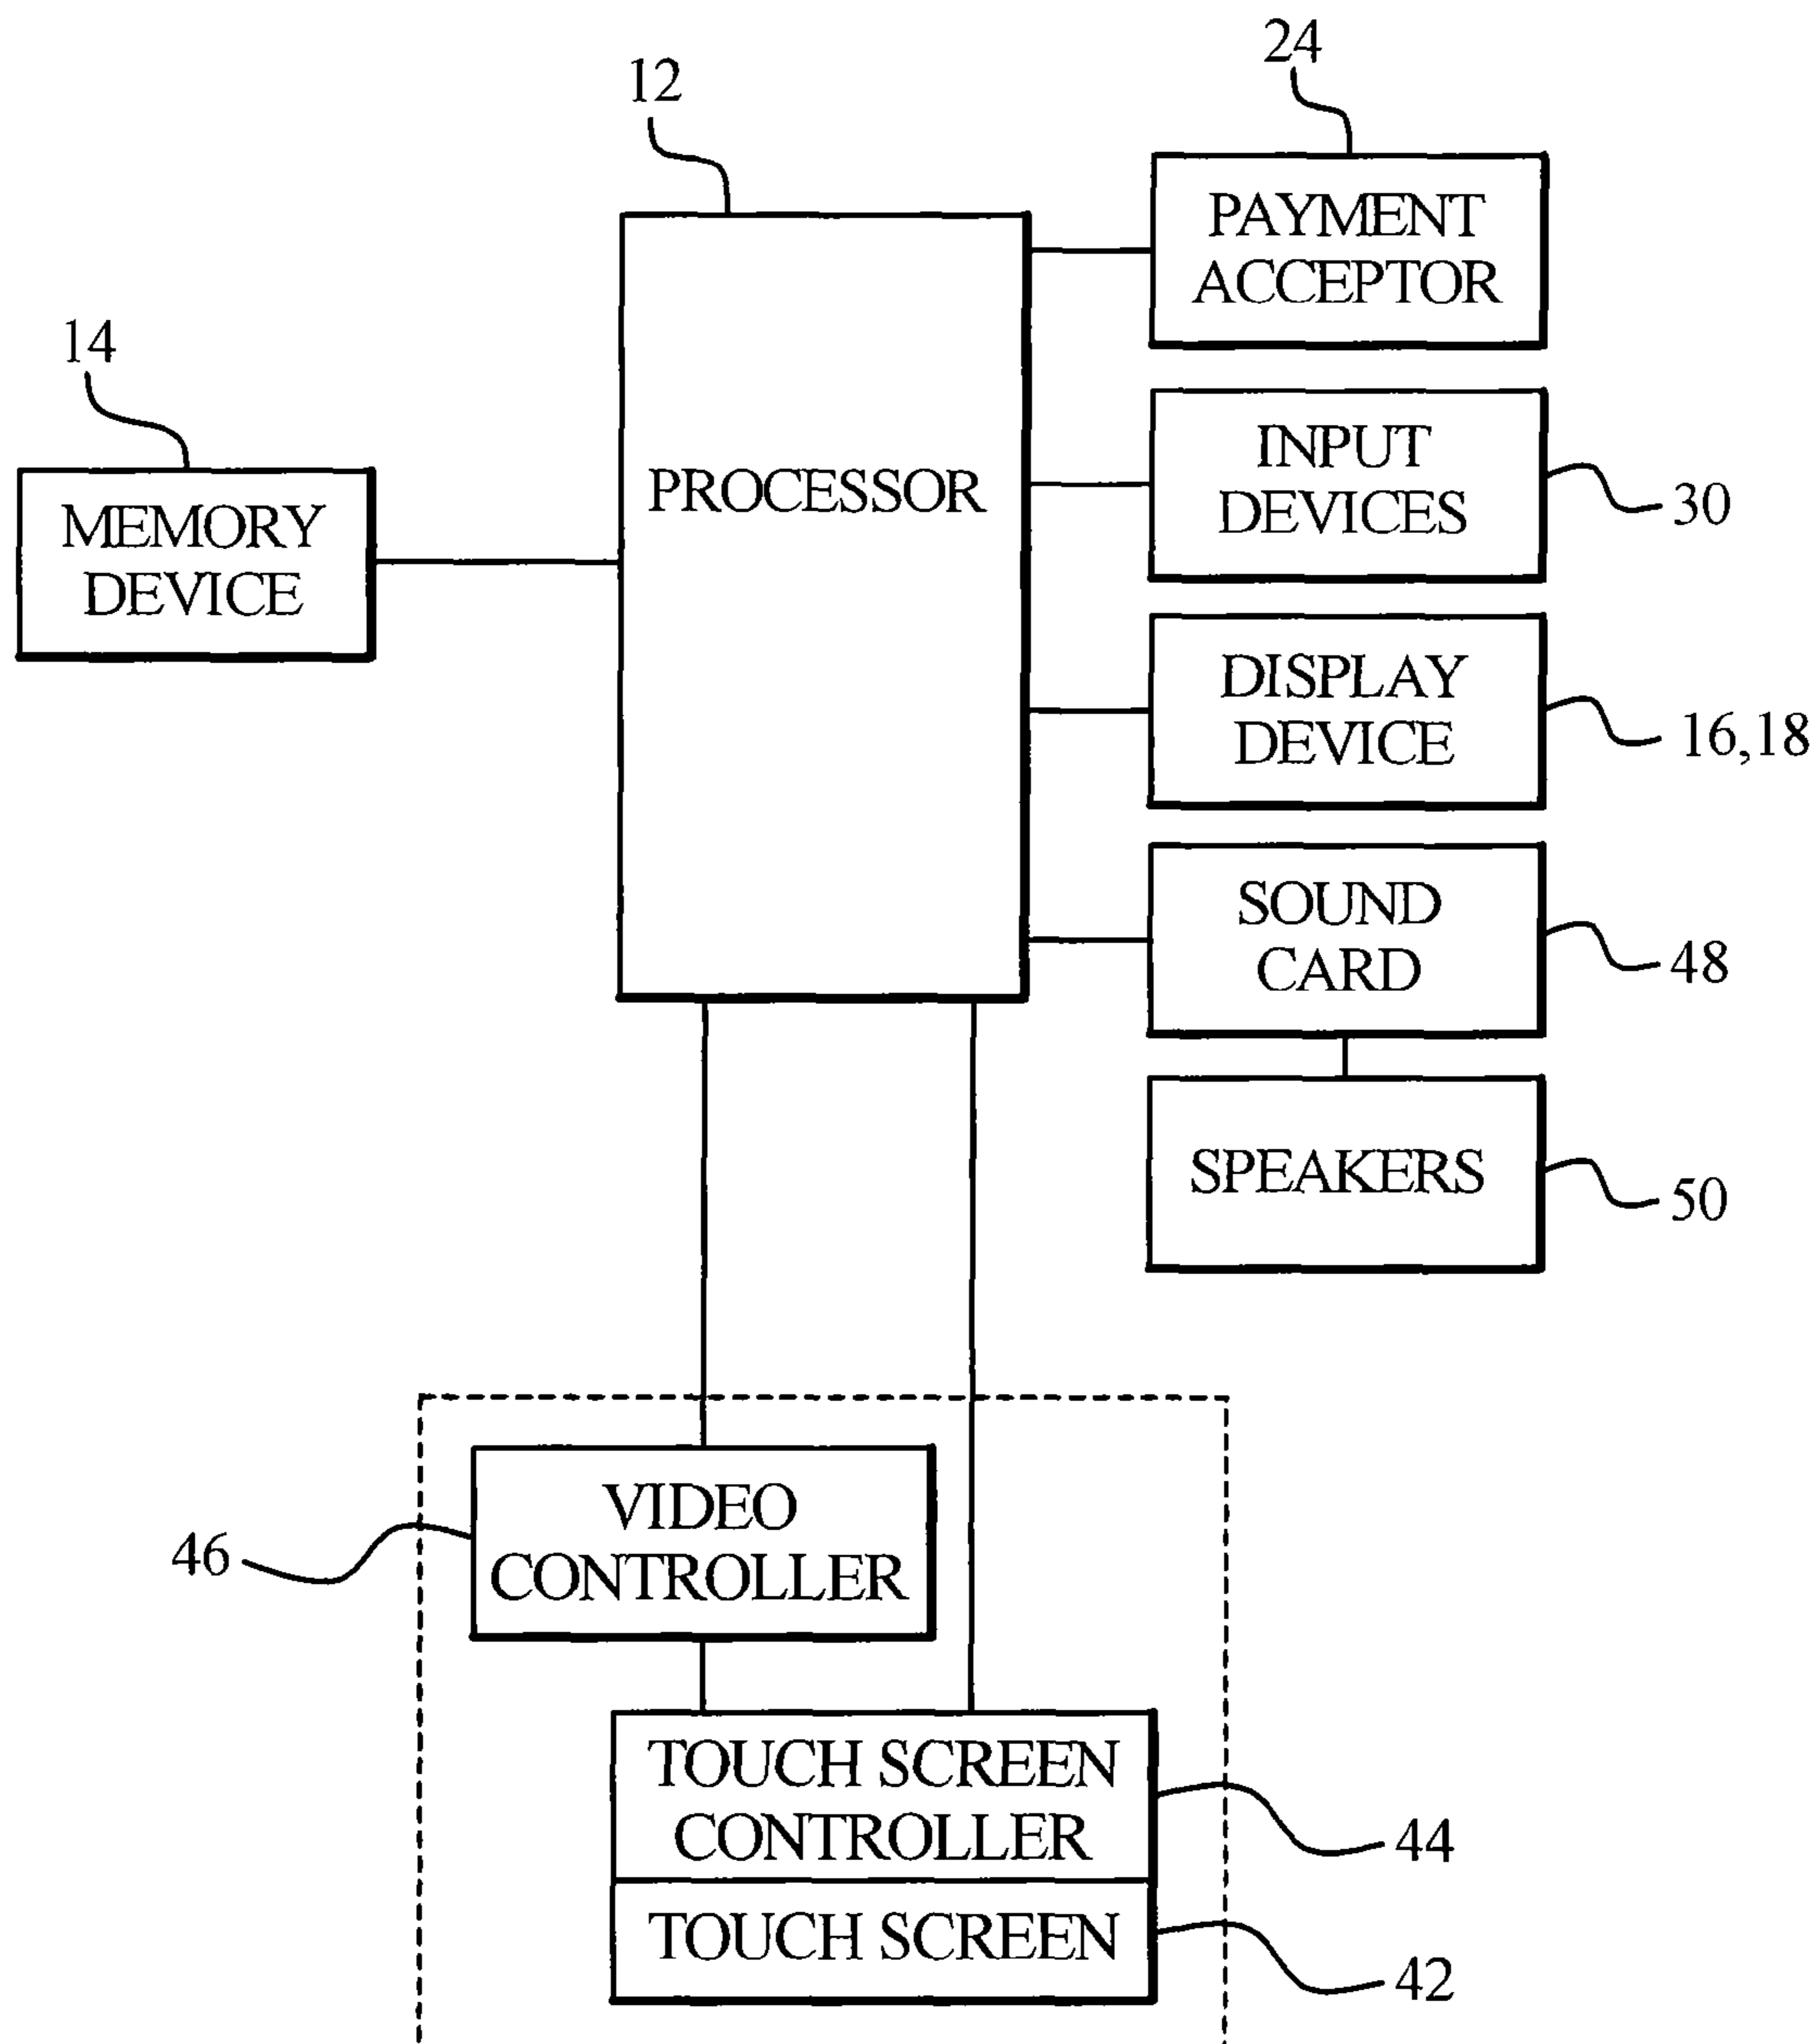 24
12
PAYMENT
ACCEPTOR
14
INPUT
DEVICES
30
PROCESSOR
MEMORY
DEVICE
DISPLAY
DEVICE
16,18
SOUND
CARD
48
SPEAKERS
50
VIDEO
CONTROLLER
46
TOUCH SCREEN
CONTROLLER
44
TOUCH SCREEN
42